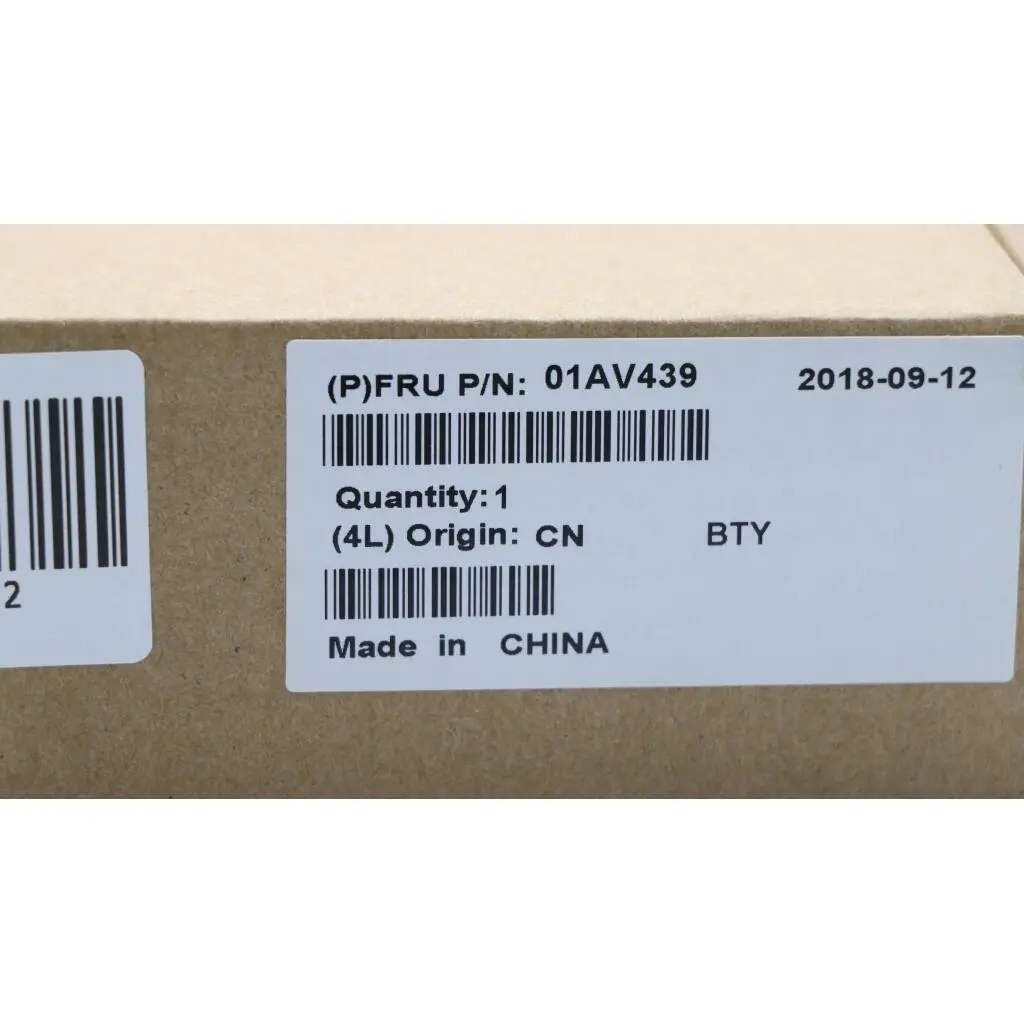 2
(P)FRU P/N: 01AV439 2018-09-12
Quantity: 1
(4L) Origin: CN BTY
Made in CHINA